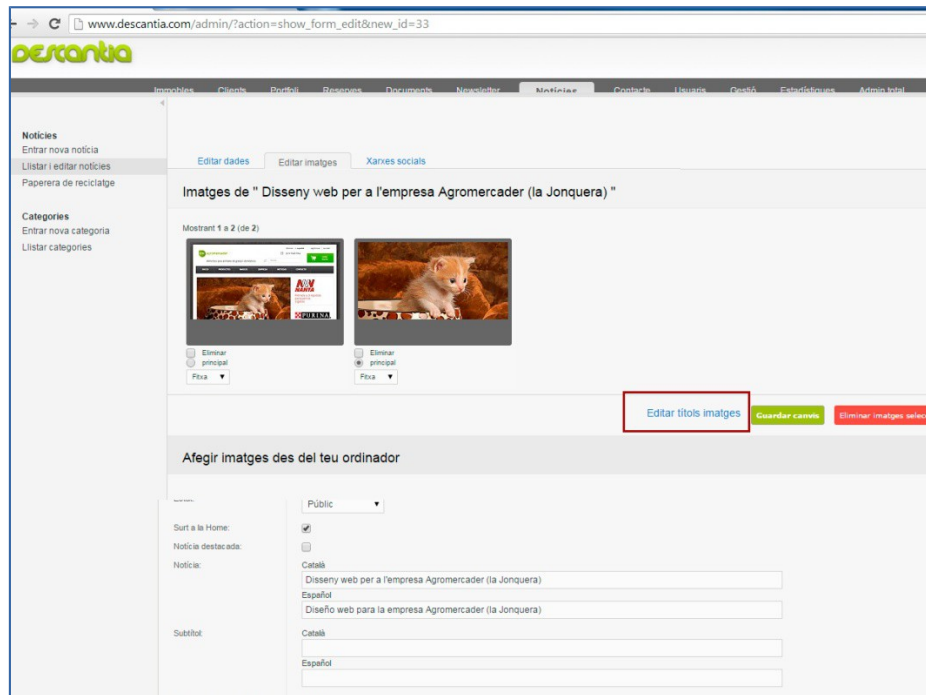 www.descantia.com/admin/?action=show_form_edit&new_id=33
Descantia
Immobles Clients Portfoli Reserves Documents Newsletter Notícies Contacte Usuaris Gestió Estadístiques Admin total
Notícies
Entrar nova notícia
Llistar i editar notícies
Paperera de reciclatge
Categories
Entrar nova categoria
Llistar categories
Editar dades Editar imatges Xarxes socials
Imatges de " Disseny web per a l'empresa Agromercader (la Jonquera) "
Mostrant 1 a 2 (de 2)
NANTA
PURINA
Eliminar
principal
Fitxa
Eliminar
principal
Fitxa
Editar títols imatges Guardar canvis Eliminar imatges selec
Afegir imatges des del teu ordinador
Públic
Surt a la Home:
Notícia destacada:
Notícia:
Català
Disseny web per a l'empresa Agromercader (la Jonquera)
Español
Diseño web para la empresa Agromercader (la Jonquera)
Subtítol:
Català
Español